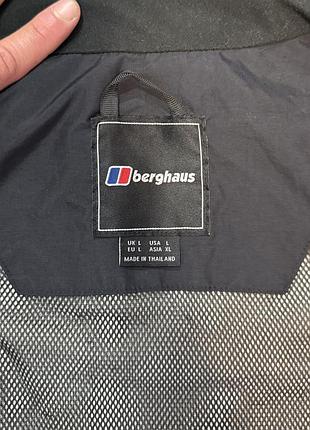 berghaus
UK L USA L
EU L ASIA XL
MADE IN THAILAND